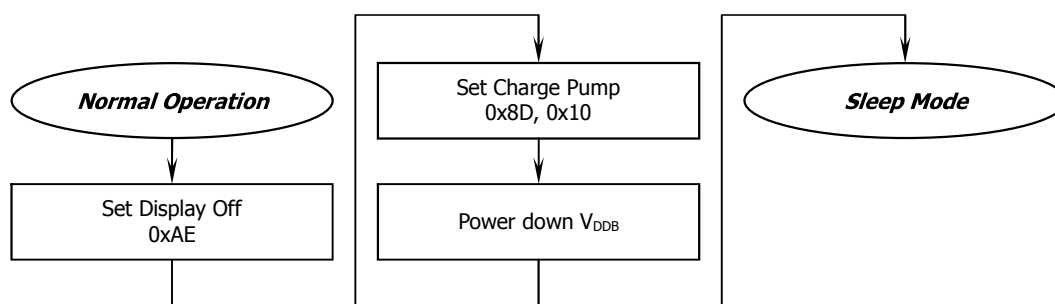 Normal Operation
Set Display Off
0xAE
Set Charge Pump
0x8D, 0x10
Power down VDDB
Sleep Mode